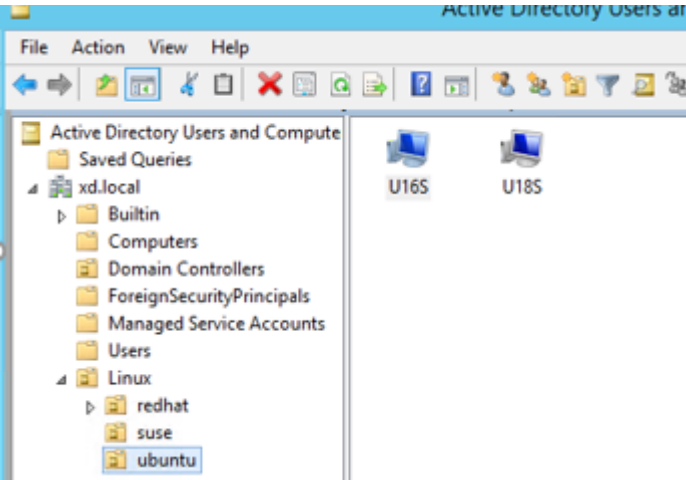 Active Directory Users an
File Action View Help
Active Directory Users and Compute
Saved Queries
xd.local
Builtin
Computers
Domain Controllers
ForeignSecurityPrincipals
Managed Service Accounts
Users
Linux
redhat
suse
ubuntu
U16S U18S